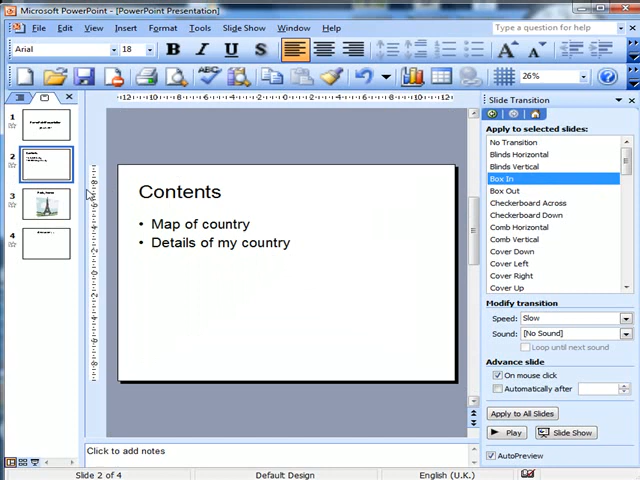 Microsoft PowerPoint - [PowerPoint Presentation]
File Edit View Insert Format Tools Slide Show Window Help
Type a question for help
Arial 18 B I U S A A
ABC 26%
Slide Transition
Apply to selected slides:
No Transition
Blinds Horizontal
Blinds Vertical
Box In
Box Out
Checkerboard Across
Checkerboard Down
Comb Horizontal
Comb Vertical
Cover Down
Cover Left
Cover Right
Cover Up
Modify transition
Speed: Slow
Sound: [No Sound]
Loop until next sound
Advance slide
On mouse click
Automatically after
Apply to All Slides
Play Slide Show
AutoPreview
1
2
3
4
Contents
• Map of country
• Details of my country
Click to add notes
Slide 2 of 4 Default Design English (U.K.)